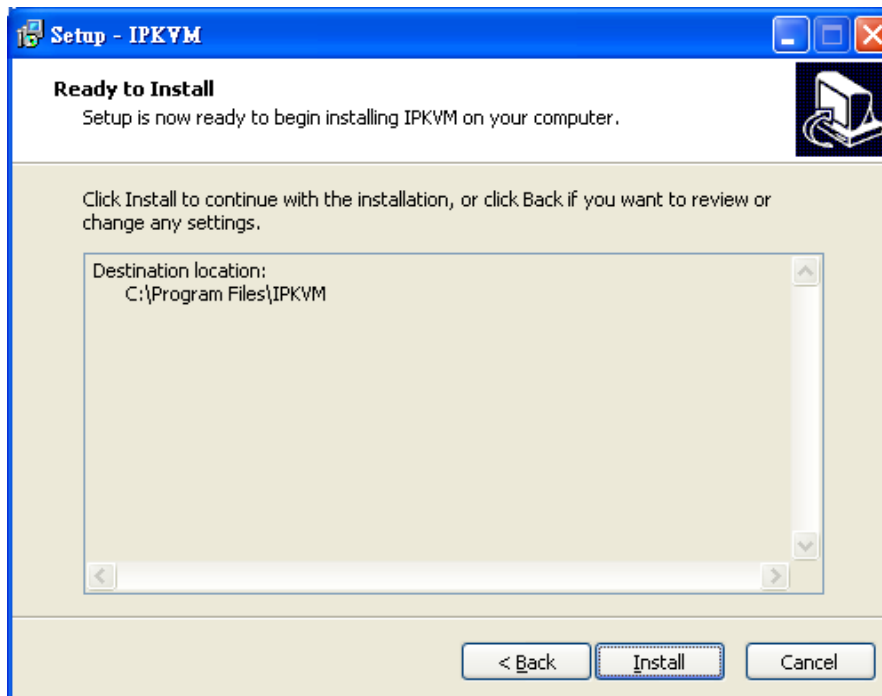 Setup - IPKVM
Ready to Install
Setup is now ready to begin installing IPKVM on your computer.
Click Install to continue with the installation, or click Back if you want to review or
change any settings.
Destination location:
C:\Program Files\IPKVM
< Back
Install
Cancel